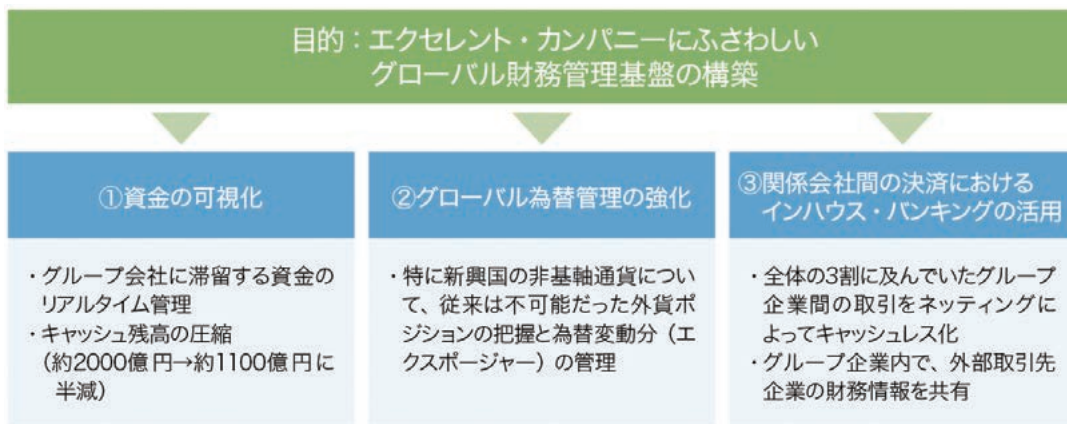 目的：エクセレント・カンパニーにふさわしい
グローバル財務管理基盤の構築
①資金の可視化
・グループ会社に滞留する資金の
リアルタイム管理
・キャッシュ残高の圧縮
（約2000億円→約1100億円に
半減）
②グローバル為替管理の強化
・特に新興国の非基軸通貨につい
て、従来は不可能だった外貨ポ
ジションの把握と為替変動分（エ
クスポージャー）の管理
③関係会社間の決済における
インハウス・バンキングの活用
・全体の3割に及んでいたグループ
企業間の取引をネッティングに
よってキャッシュレス化
・グループ企業内で、外部取引先
企業の財務情報を共有